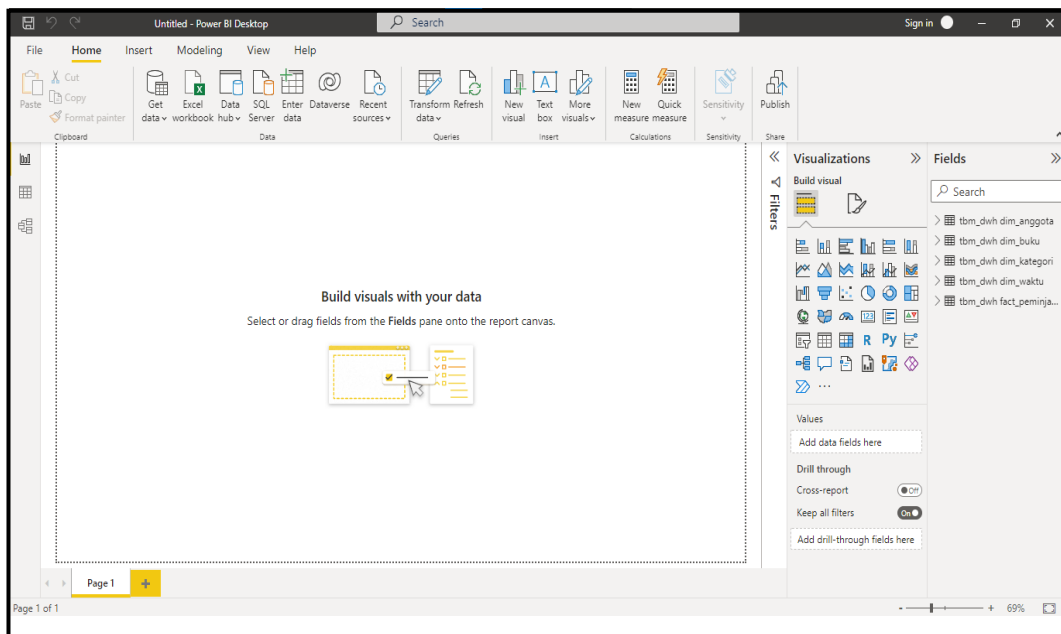 Untitled - Power BI Desktop
Search
Sign in
File Home Insert Modeling View Help
Paste
Cut
Copy
Format painter
Clipboard
Get data
Excel workbook
Data hub
SQL Server
Enter data
Dataverse
Recent sources
Data
Transform data
Refresh
Queries
New visual
Text box
More visuals
Insert
New measure
Quick measure
Calculations
Sensitivity
Sensitivity
Publish
Share
Build visuals with your data
Select or drag fields from the Fields pane onto the report canvas.
Filters
Visualizations
Build visual
123
R Py
...
Values
Add data fields here
Drill through
Cross-report
Off
Keep all filters
On
Add drill-through fields here
Fields
Search
tbm_dwh dim_anggota
tbm_dwh dim_buku
tbm_dwh dim_kategori
tbm_dwh dim_waktu
tbm_dwh fact_peminja...
Page 1
Page 1 of 1
69%